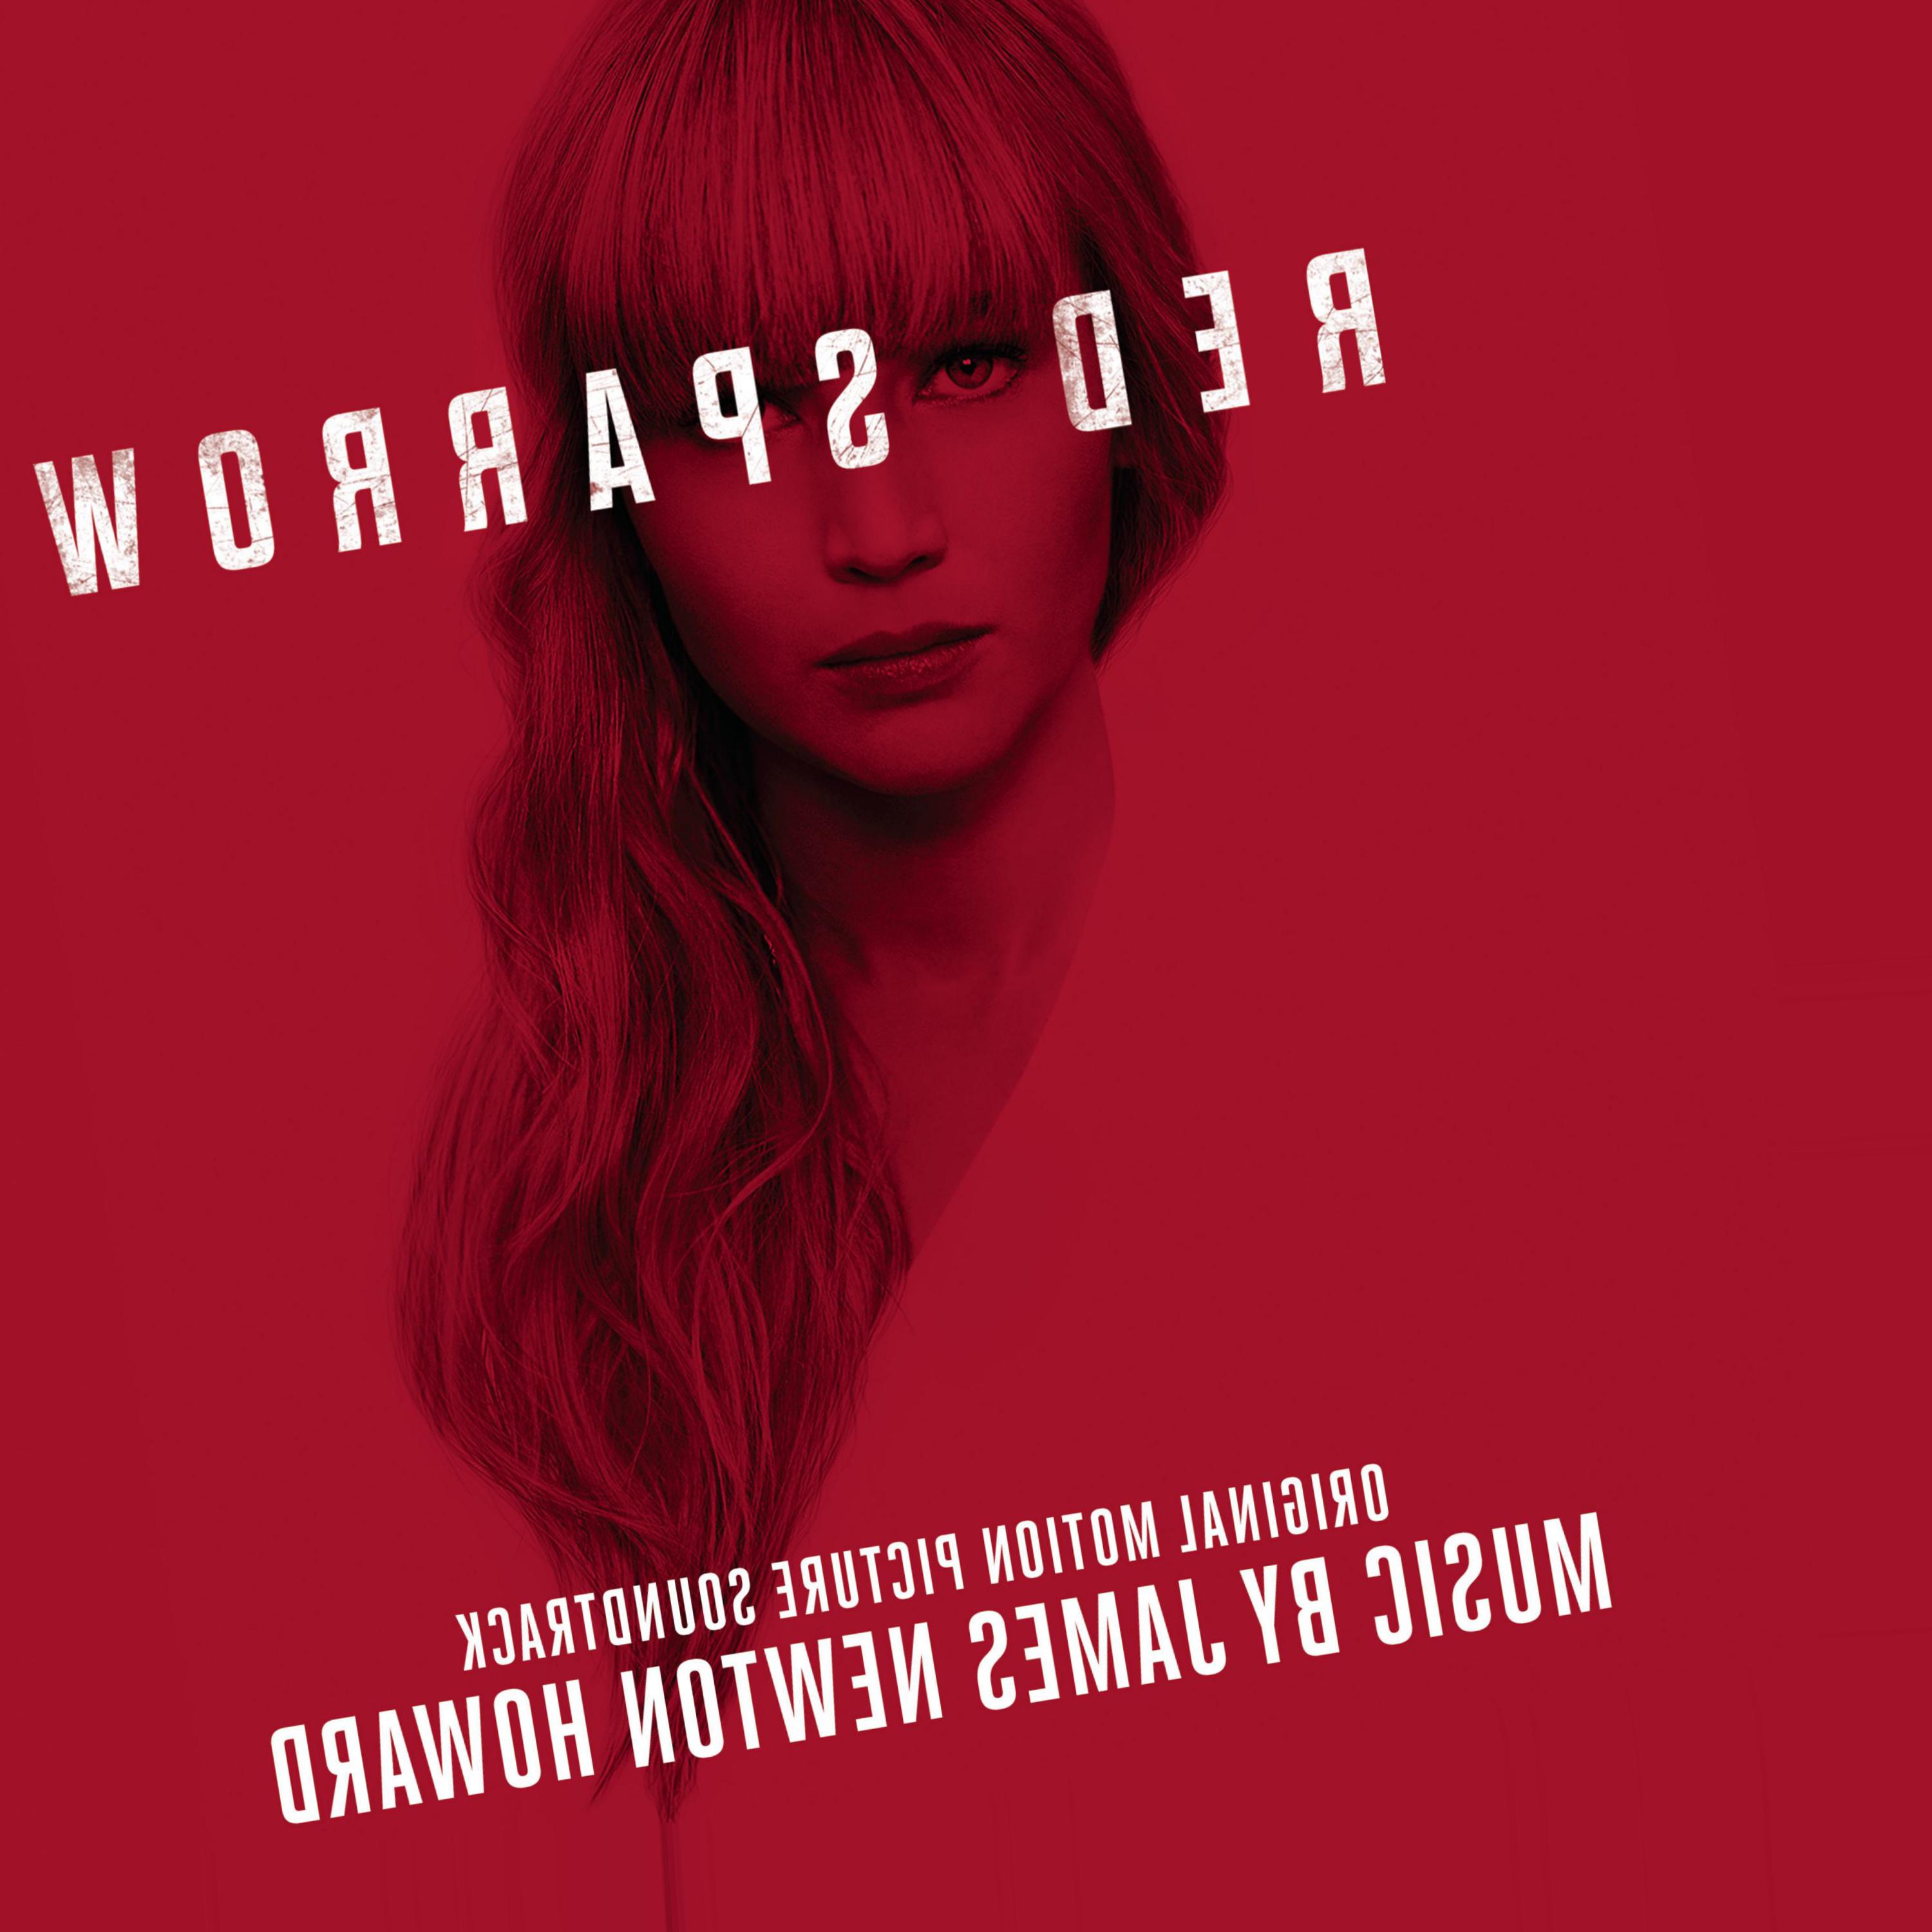 RED SPARROW
ORIGINAL MOTION PICTURE SOUNDTRACK
MUSIC BY JAMES NEWTON HOWARD